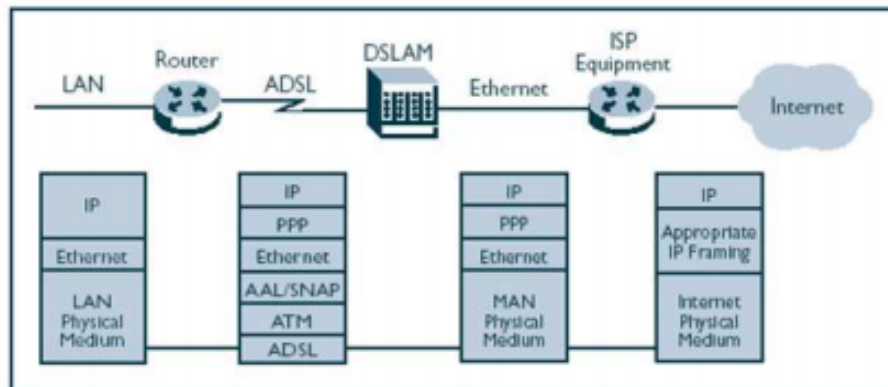 LAN
Router
ADSL
DSLAM
Ethernet
ISP
Equipment
Internet
IP
Ethernet
LAN
Physical
Medium
IP
PPP
Ethernet
AAL/SNAP
ATM
ADSL
IP
PPP
Ethernet
MAN
Physical
Medium
IP
Appropriate
IP Framing
Internet
Physical
Medium